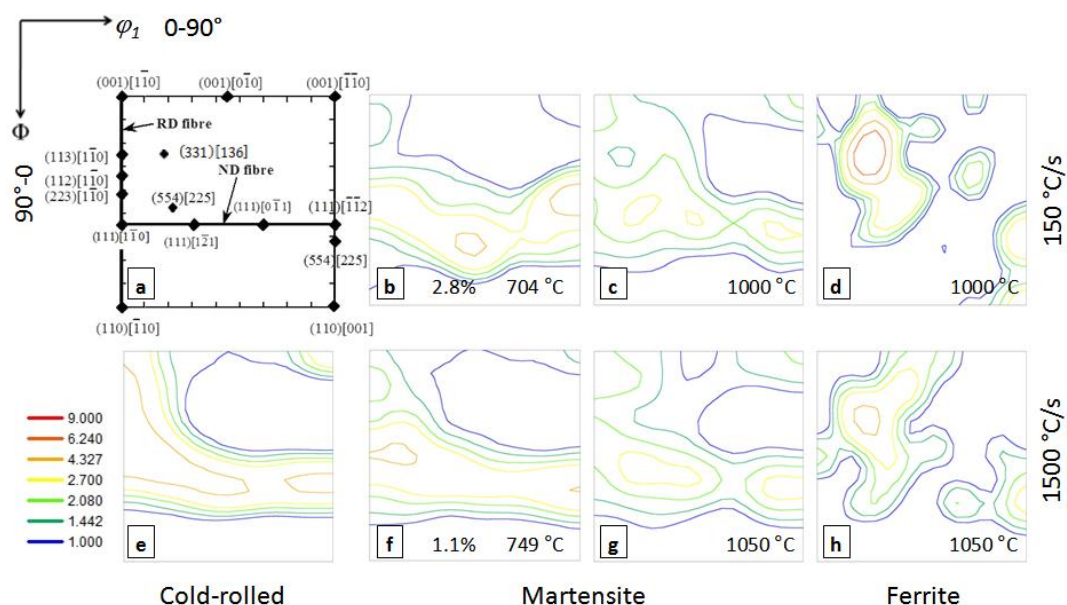 φ₁ 0-90°
Φ
90°-0
(001)[11̄0] (001)[01̄0] (001)[1̄1̄0]
RD fibre
(331)[136]
(113)[11̄0]
ND fibre
(112)[11̄0]
(223)[11̄0]
(554)[225]
(111)[01̄1]
(111)[1̄1̄2]
(111)[11̄0]
(111)[12̄1]
(554)[225]
a
(110)[1̄10]
(110)[001]
b 2.8% 704 °C
c 1000 °C
d 1000 °C
150 °C/s
9.000
6.240
4.327
2.700
2.080
1.442
1.000
e
f 1.1% 749 °C
g 1050 °C
h 1050 °C
1500 °C/s
Cold-rolled Martensite Ferrite